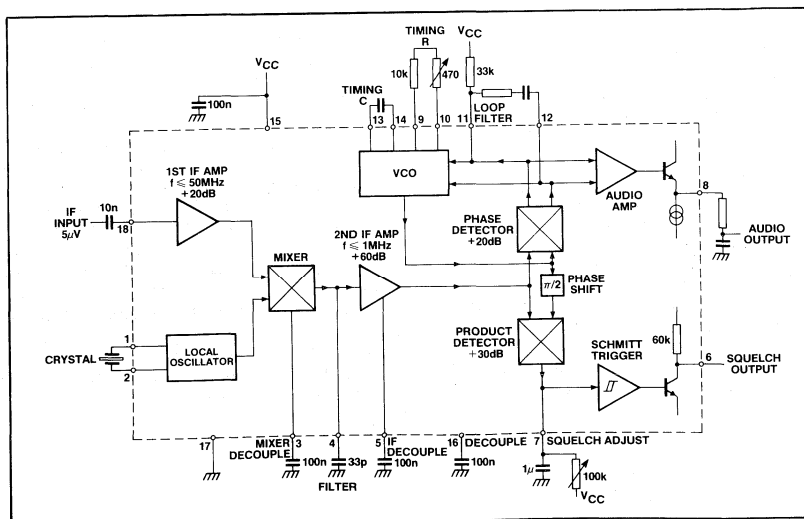 VCC
100n
15
TIMING
R
10k
470
TIMING
C
13
14
9
10
VCC
33k
LOOP
FILTER
11
12
VCO
1ST IF AMP
f ≤ 50MHz
+20dB
IF
INPUT
5μV
10n
18
MIXER
2ND IF AMP
f ≤ 1MHz
+60dB
PHASE
DETECTOR
+20dB
AUDIO
AMP
8
AUDIO
OUTPUT
π/2
PHASE
SHIFT
PRODUCT
DETECTOR
+30dB
SCHMITT
TRIGGER
60k
6
SQUELCH
OUTPUT
CRYSTAL
1
2
LOCAL
OSCILLATOR
17
MIXER
DECOUPLE
3
100n
4
33p
FILTER
5
IF
DECOUPLE
100n
16
DECOUPLE
100n
7
SQUELCH ADJUST
1μ
100k
VCC